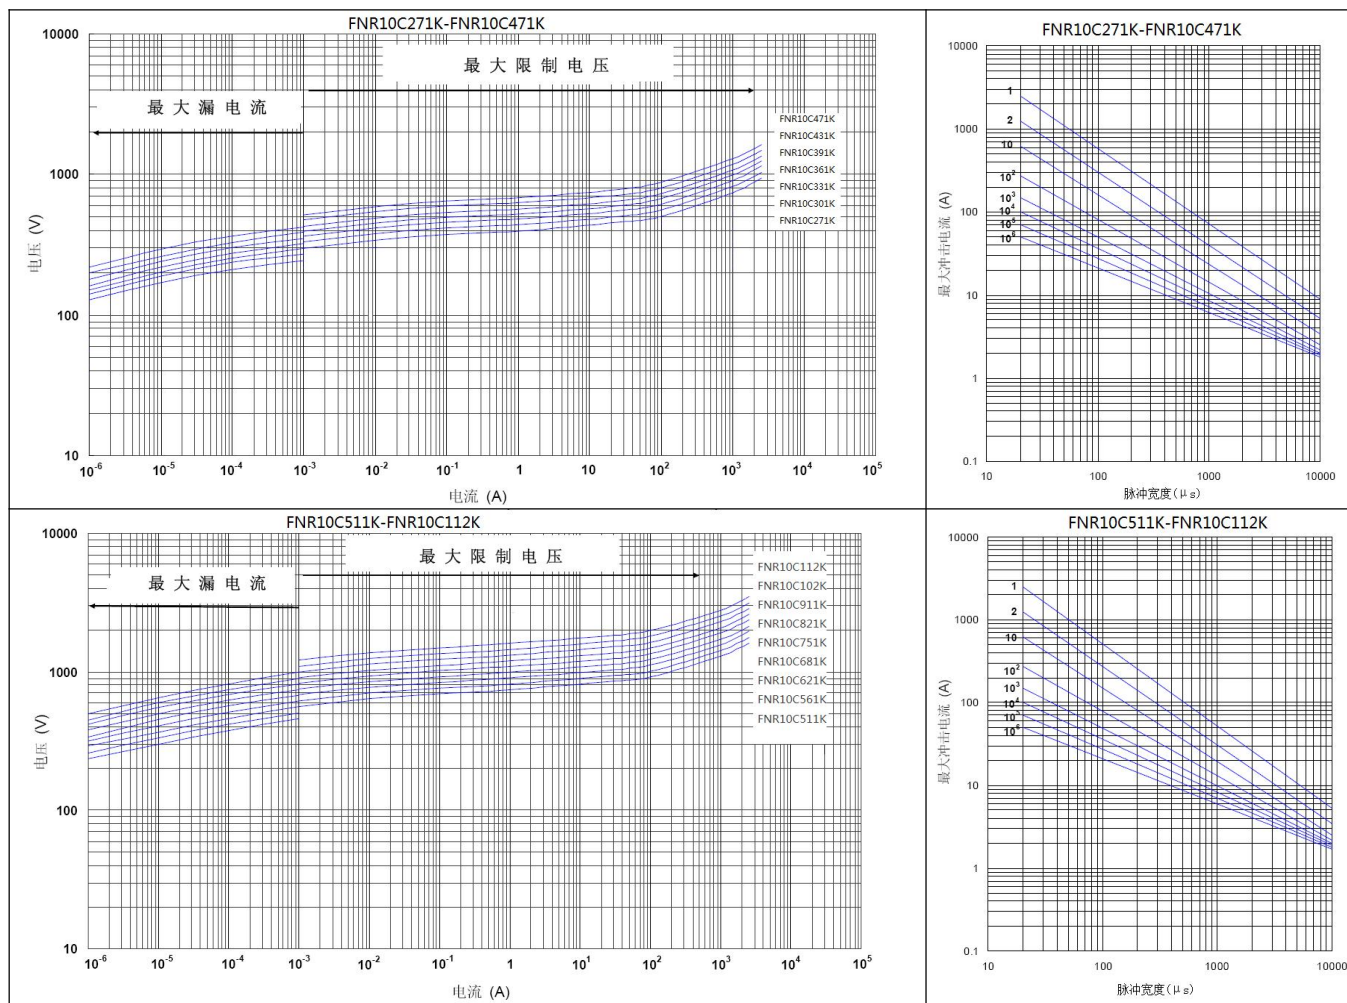 FNR10C271K-FNR10C471K
10000
1000
100
10
电压 (V)
最 大 限 制 电 压
最 大 漏 电 流
FNR10C471K
FNR10C431K
FNR10C391K
FNR10C361K
FNR10C331K
FNR10C301K
FNR10C271K
10⁻⁶ 10⁻⁵ 10⁻⁴ 10⁻³ 10⁻² 10⁻¹ 1 10 10² 10³ 10⁴ 10⁵
电流 (A)
FNR10C271K-FNR10C471K
10000
1000
100
10
1
0.1
最大冲击电流 (A)
1
2
10
10²
10³
10⁴
10⁵
10⁶
10 100 1000 10000
脉冲宽度(μs)
FNR10C511K-FNR10C112K
10000
1000
100
10
电压 (V)
最 大 限 制 电 压
最 大 漏 电 流
FNR10C112K
FNR10C102K
FNR10C911K
FNR10C821K
FNR10C751K
FNR10C681K
FNR10C621K
FNR10C561K
FNR10C511K
10⁻⁶ 10⁻⁵ 10⁻⁴ 10⁻³ 10⁻² 10⁻¹ 1 10 10² 10³ 10⁴ 10⁵
电流 (A)
FNR10C511K-FNR10C112K
10000
1000
100
10
1
0.1
最大冲击电流 (A)
1
2
10
10²
10³
10⁴
10⁵
10⁶
10 100 1000 10000
脉冲宽度(μs)